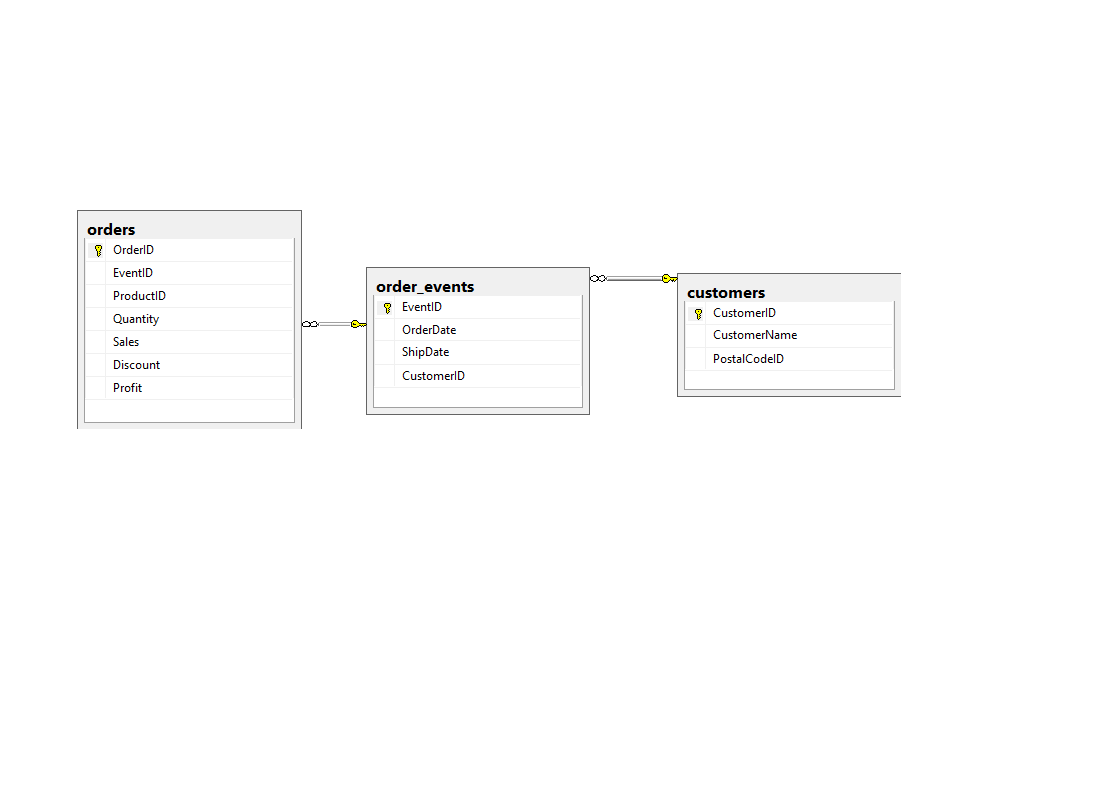 orders
OrderID
EventID
ProductID
Quantity
Sales
Discount
Profit
order_events
EventID
OrderDate
ShipDate
CustomerID
customers
CustomerID
CustomerName
PostalCodeID